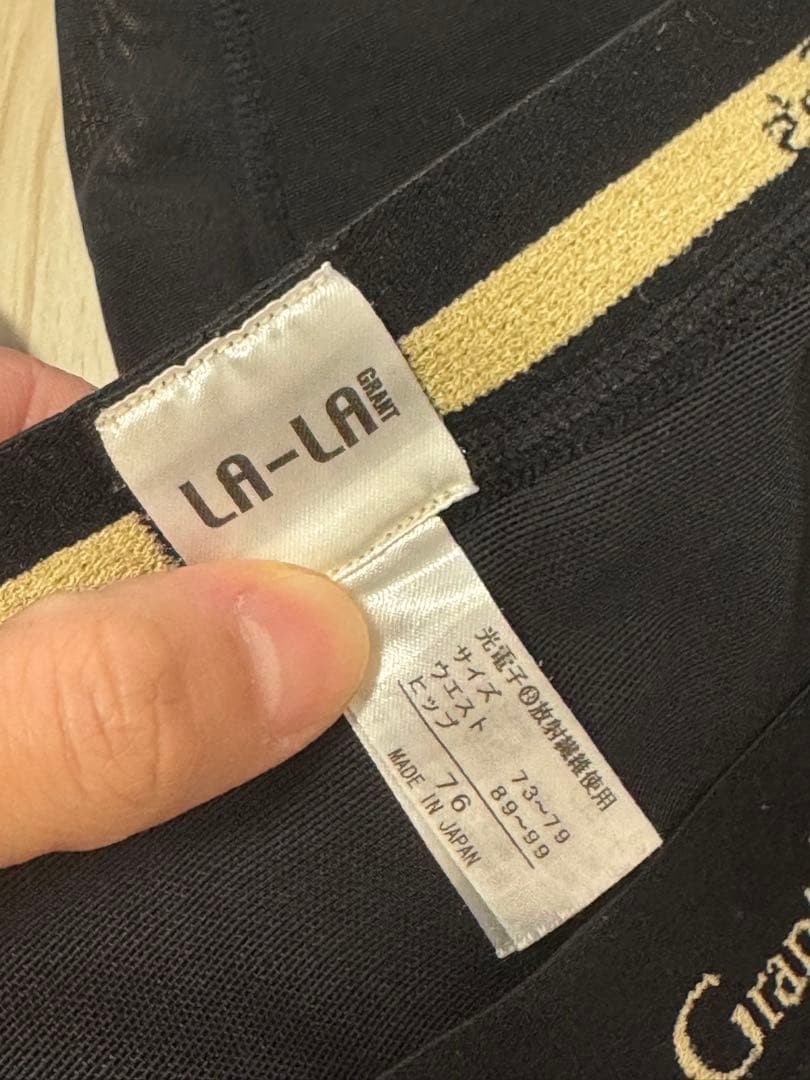 LA-LA GRANT
光電子®放射繊維使用
サイズ
ウエスト 73~79
ヒップ 89~99
76
MADE IN JAPAN